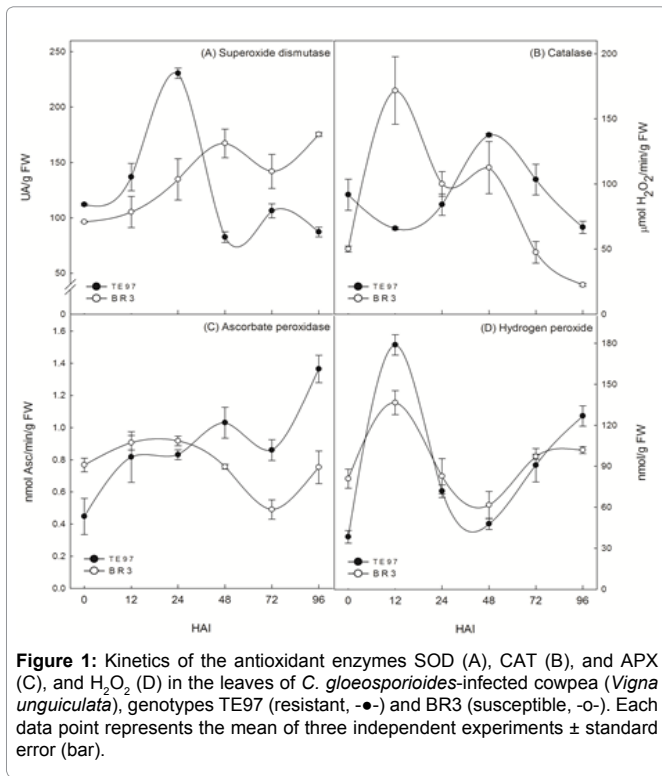 (A) Superoxide dismutase
250
200
150
100
50
0
UA/g FW
TE97
BR3
(B) Catalase
200
150
100
50
0
µmol H₂O₂/min/g FW
TE97
BR3
(C) Ascorbate peroxidase
1.6
1.4
1.2
1.0
0.8
0.6
0.4
0.2
0.0
nmol Asc/min/g FW
TE97
BR3
0 12 24 48 72 96
HAI
(D) Hydrogen peroxide
180
150
120
90
60
30
0
nmol/g FW
TE97
BR3
0 12 24 48 72 96
HAI
Figure 1: Kinetics of the antioxidant enzymes SOD (A), CAT (B), and APX
(C), and H₂O₂ (D) in the leaves of C. gloeosporioides-infected cowpea (Vigna
unguiculata), genotypes TE97 (resistant, -●-) and BR3 (susceptible, -o-). Each
data point represents the mean of three independent experiments ± standard
error (bar).